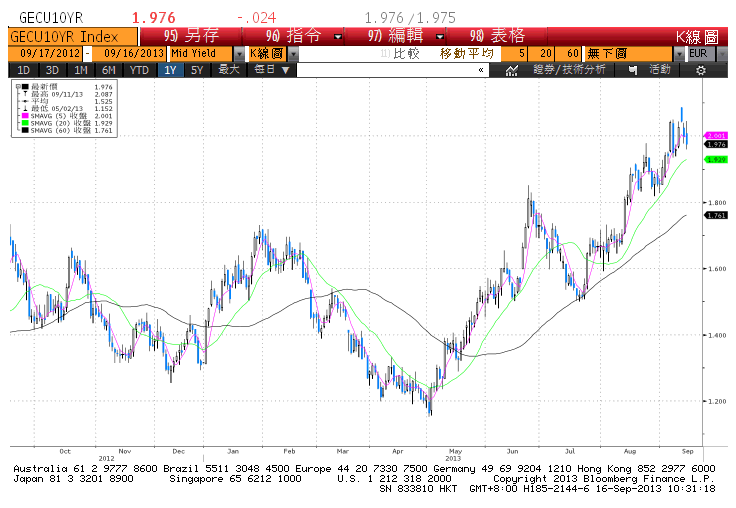 GECU10YR 1.976 -.024 1.976 /1.975
GECU10YR Index 95) 另存 96) 指令 97) 編輯 98) 表格 K線圖
09/17/2012 - 09/16/2013 Mid Yield K線圖 比較 移動平均 5 20 60 無下圖 EUR
1D 3D 1M 6M YTD 1Y 5Y 最大 每日 ▼ « 證券/技術分析 活動
最新價 1.976
最高 09/11/13 2.087
平均 1.525
最低 05/02/13 1.152
SMAVG (5) 收盤 2.001
SMAVG (20) 收盤 1.929
SMAVG (60) 收盤 1.761
2.001
1.976
1.929
1.800
1.761
1.600
1.400
1.200
Oct Nov Dec Jan Feb Mar Apr May Jun Jul Aug Sep
2012 2013
Australia 61 2 9777 8600 Brazil 5511 3048 4500 Europe 44 20 7330 7500 Germany 49 69 9204 1210 Hong Kong 852 2977 6000
Japan 81 3 3201 8900 Singapore 65 6212 1000 U.S. 1 212 318 2000 Copyright 2013 Bloomberg Finance L.P.
SN 833810 HKT GMT+8:00 H185-2144-6 16-Sep-2013 10:31:18